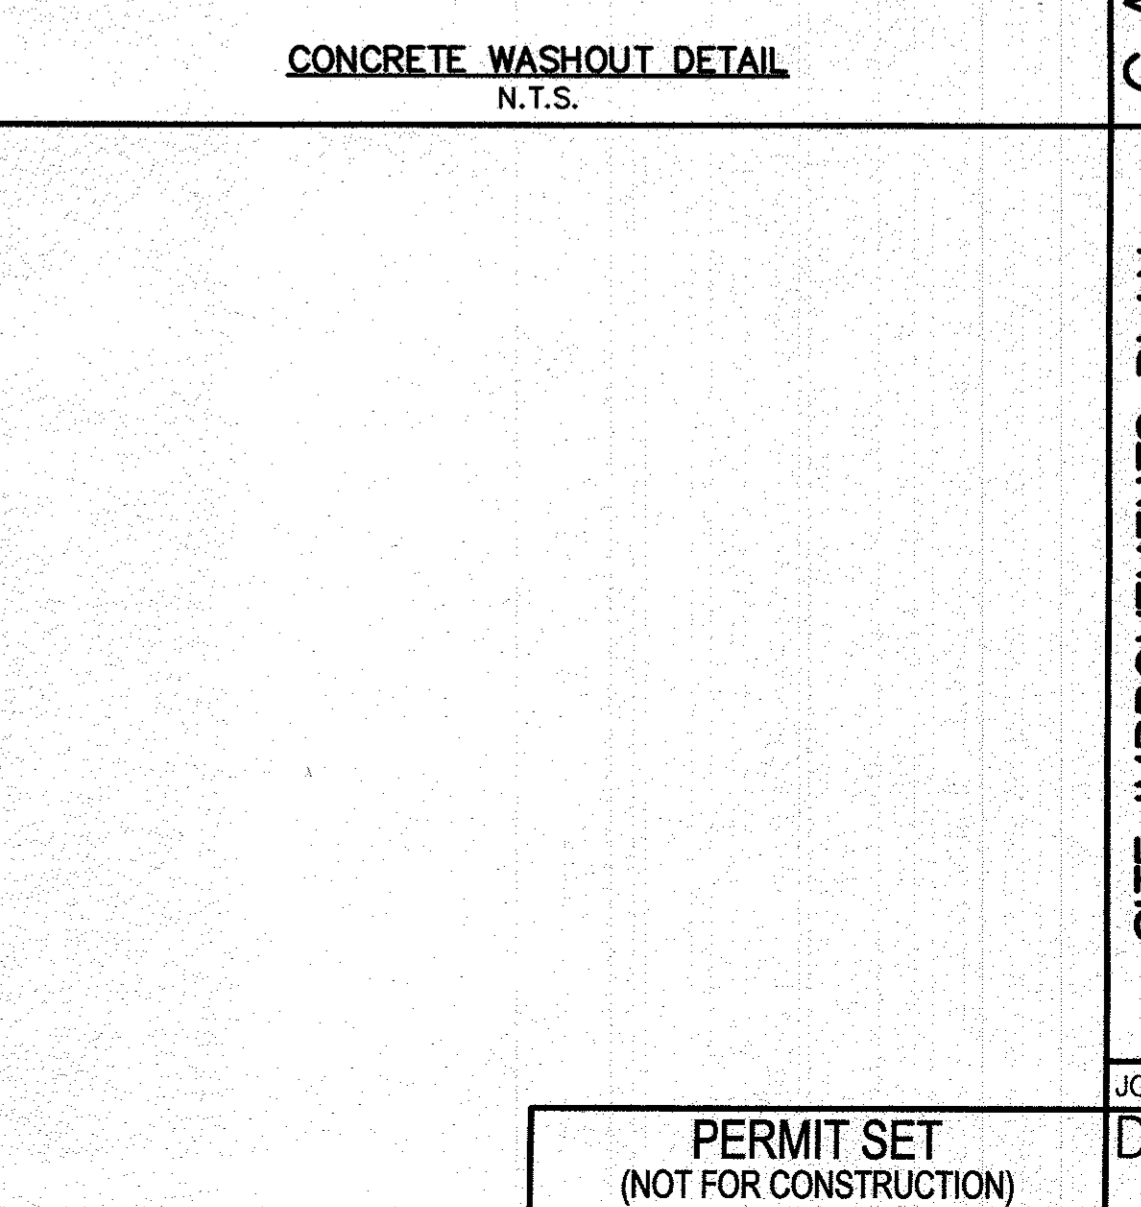 CONCRETE WASHOUT DETAIL
N.T.S.
PERMIT SET
(NOT FOR CONSTRUCTION)